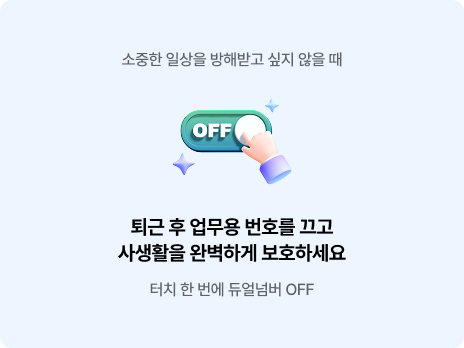 소중한 일상을 방해받고 싶지 않을 때
OFF
퇴근 후 업무용 번호를 끄고
사생활을 완벽하게 보호하세요
터치 한 번에 듀얼넘버 OFF